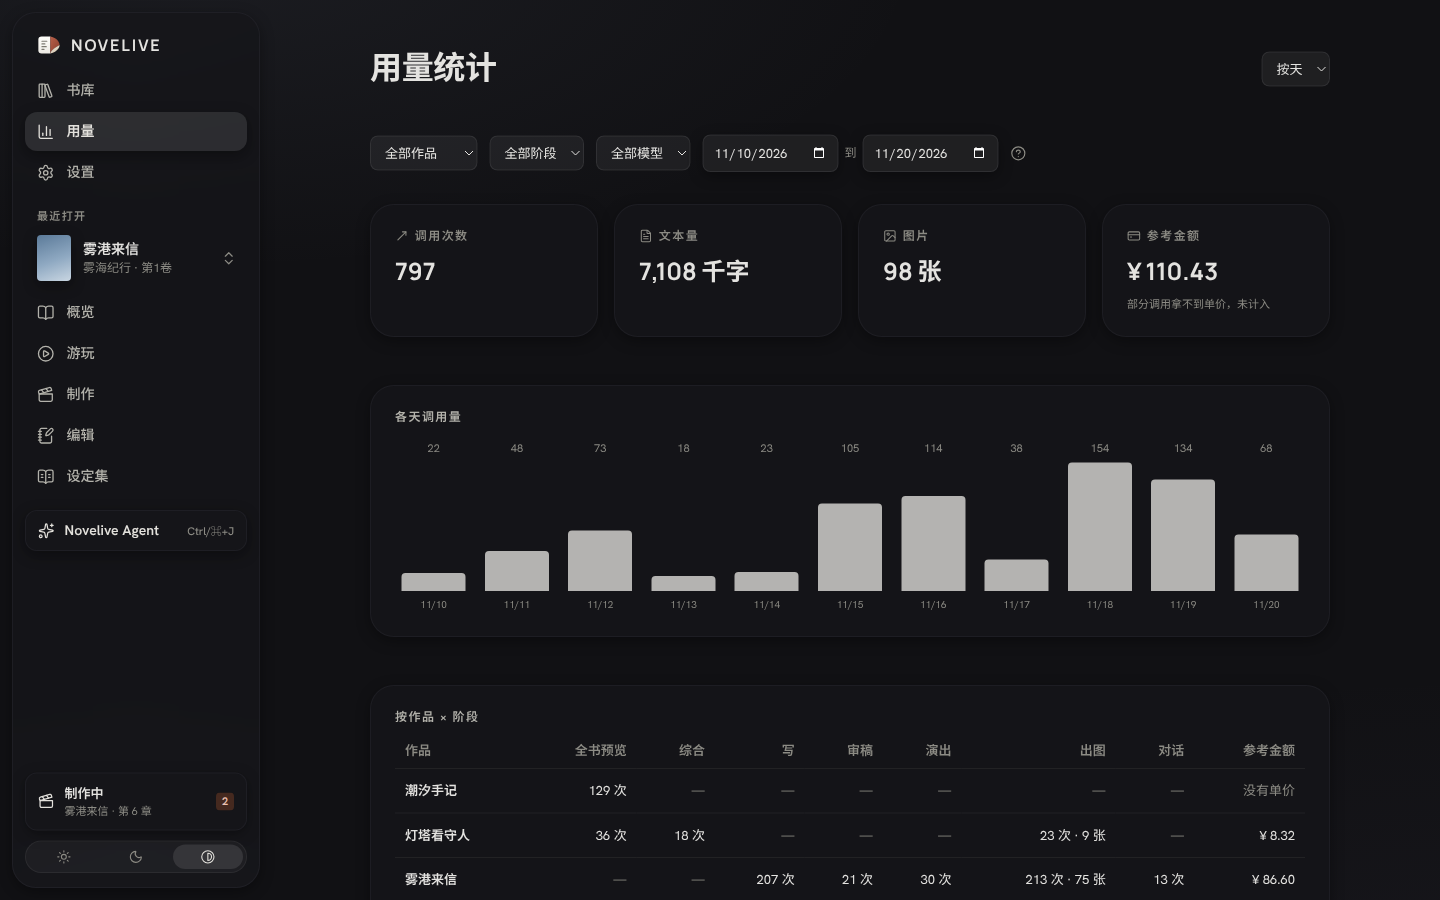 NOVELIVE
书库
用量
设置
最近打开
雾港来信
雾海纪行 · 第1卷
概览
游玩
制作
编辑
设定集
Novelive Agent Ctrl/⌘+J
制作中
雾港来信 · 第 6 章
2
用量统计
按天
全部作品 全部阶段 全部模型 11/10/2026 到 11/20/2026
调用次数
797
文本量
7,108 千字
图片
98 张
参考金额
¥ 110.43
部分调用拿不到单价，未计入
各天调用量
22 48 73 18 23 105 114 38 154 134 68
11/10 11/11 11/12 11/13 11/14 11/15 11/16 11/17 11/18 11/19 11/20
按作品 × 阶段
作品 全书预览 综合 写 审稿 演出 出图 对话 参考金额
潮汐手记 129 次 — — — — — — 没有单价
灯塔看守人 36 次 18 次 — — — 23 次 · 9 张 — ¥ 8.32
雾港来信 — — 207 次 21 次 30 次 213 次 · 75 张 13 次 ¥ 86.60